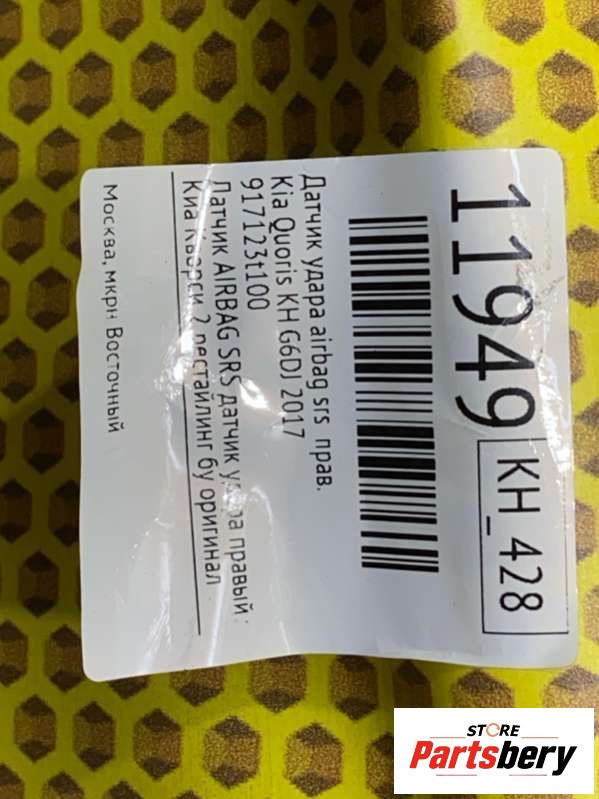 11949 KH_428
Датчик удара airbag srs прав.
Kia Quoris KH G6DJ 2017
917123t100
Датчик AIRBAG SRS датчик удара правый
Киа Кворис 2 рестайлинг бу оригинал
Москва, мкрн Восточный
STORE
Partsbery